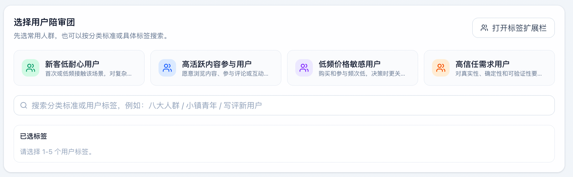 选择用户陪审团
先选常用人群，也可以按分类标准或具体标签搜索。
打开标签扩展栏
新客低耐心用户
首次或低频接触该场景，对复杂...
高活跃内容参与用户
愿意浏览内容、参与评论或互动...
低频价格敏感用户
购买和参与频次低，决策时更关...
高信任需求用户
对真实性、确定性和可验证性要...
搜索分类标准或用户标签，例如：八大人群 / 小镇青年 / 写评新用户
已选标签
请选择 1-5 个用户标签。